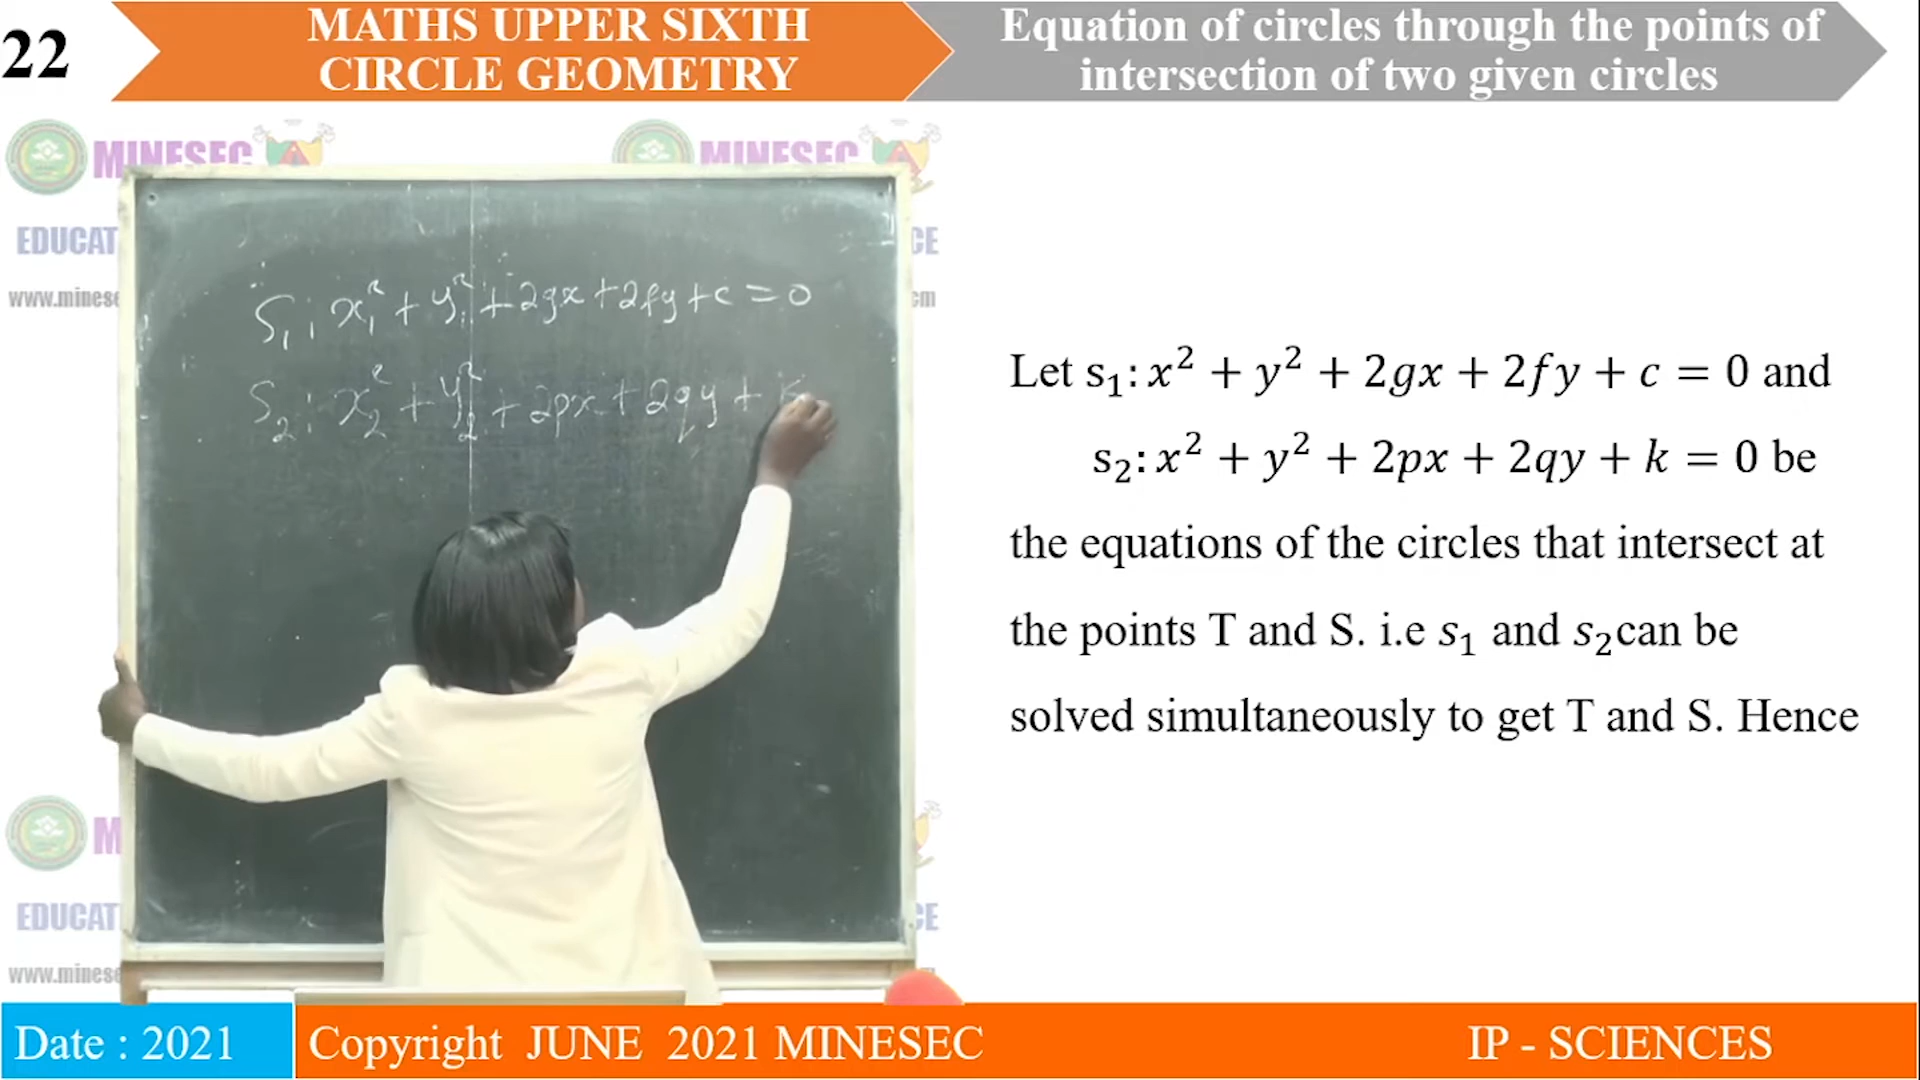 22
MATHS UPPER SIXTH
CIRCLE GEOMETRY
Equation of circles through the points of
intersection of two given circles
MINESEC
MINESEC
EDUCAT
CE
www.minese
om
S₁: x₁² + y₁² + 2gx + 2fy + c = 0
S₂: x₂² + y₂² + 2px + 2qy + k
Let s₁: x² + y² + 2gx + 2fy + c = 0 and
s₂: x² + y² + 2px + 2qy + k = 0 be
the equations of the circles that intersect at
the points T and S. i.e s₁ and s₂can be
solved simultaneously to get T and S. Hence
M
EDUCAT
CE
www.minese
Date : 2021
Copyright JUNE 2021 MINESEC
IP - SCIENCES